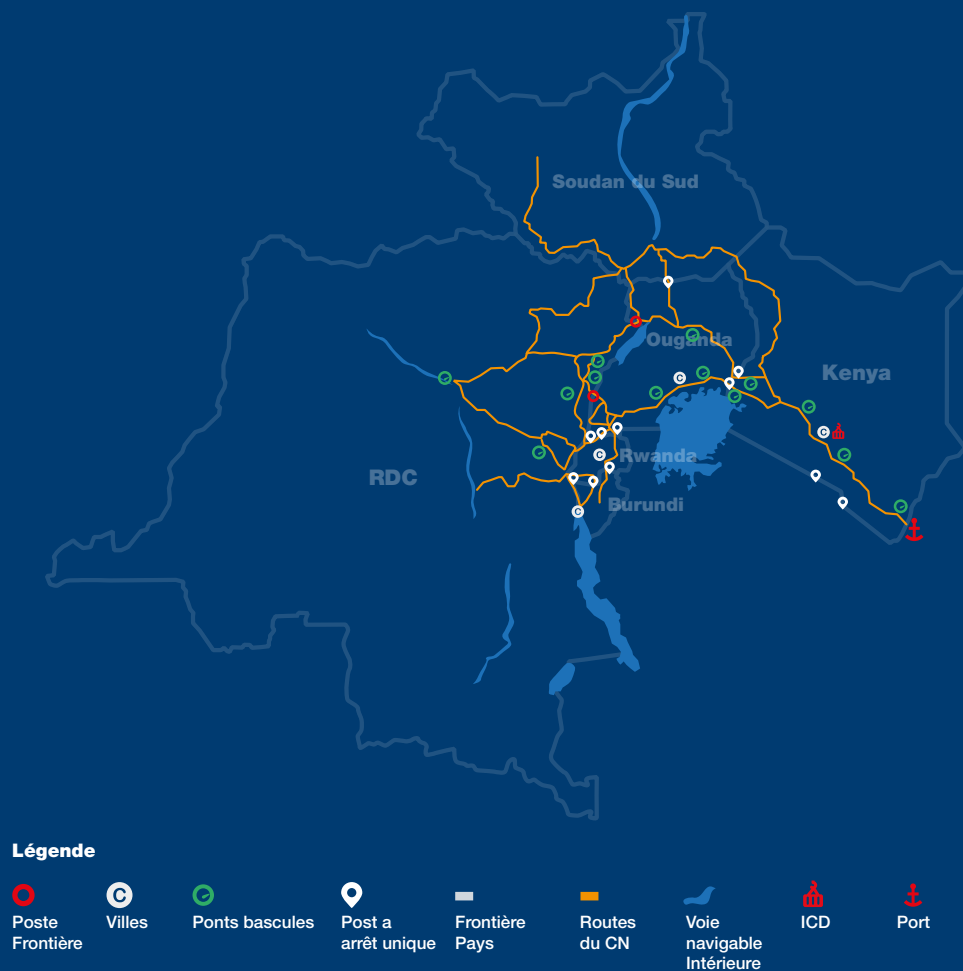 Soudan du Sud
Ouganda
Kenya
RDC
Rwanda
Burundi
C
C
C
C
Légende
C
Poste
Frontière
Villes
Ponts bascules
Post a
arrêt unique
Frontière
Pays
Routes
du CN
Voie
navigable
Intérieure
ICD
Port